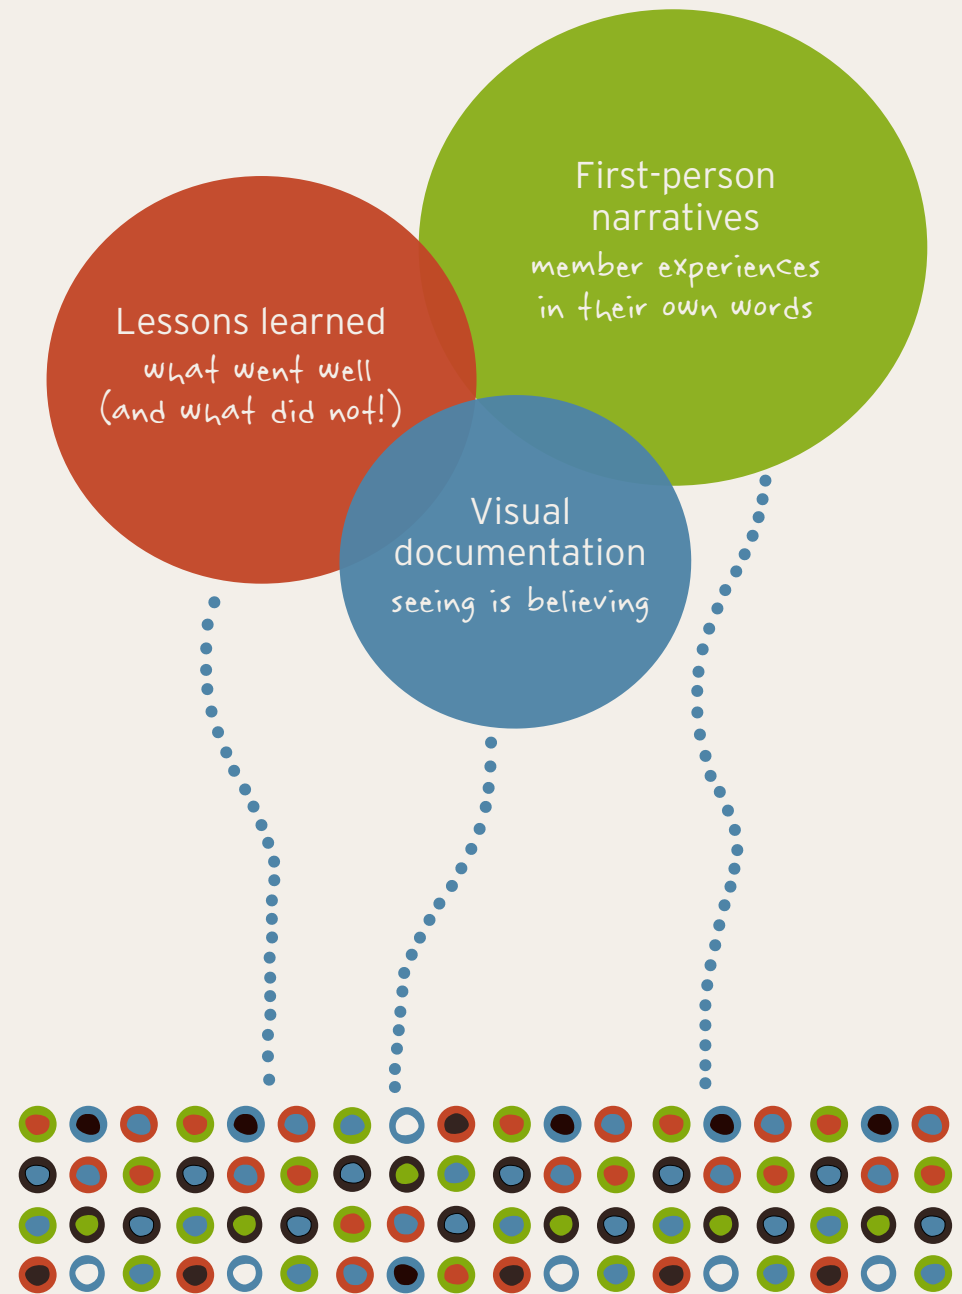 First-person
narratives
member experiences
in their own words
Lessons learned
what went well
(and what did not!)
Visual
documentation
seeing is believing